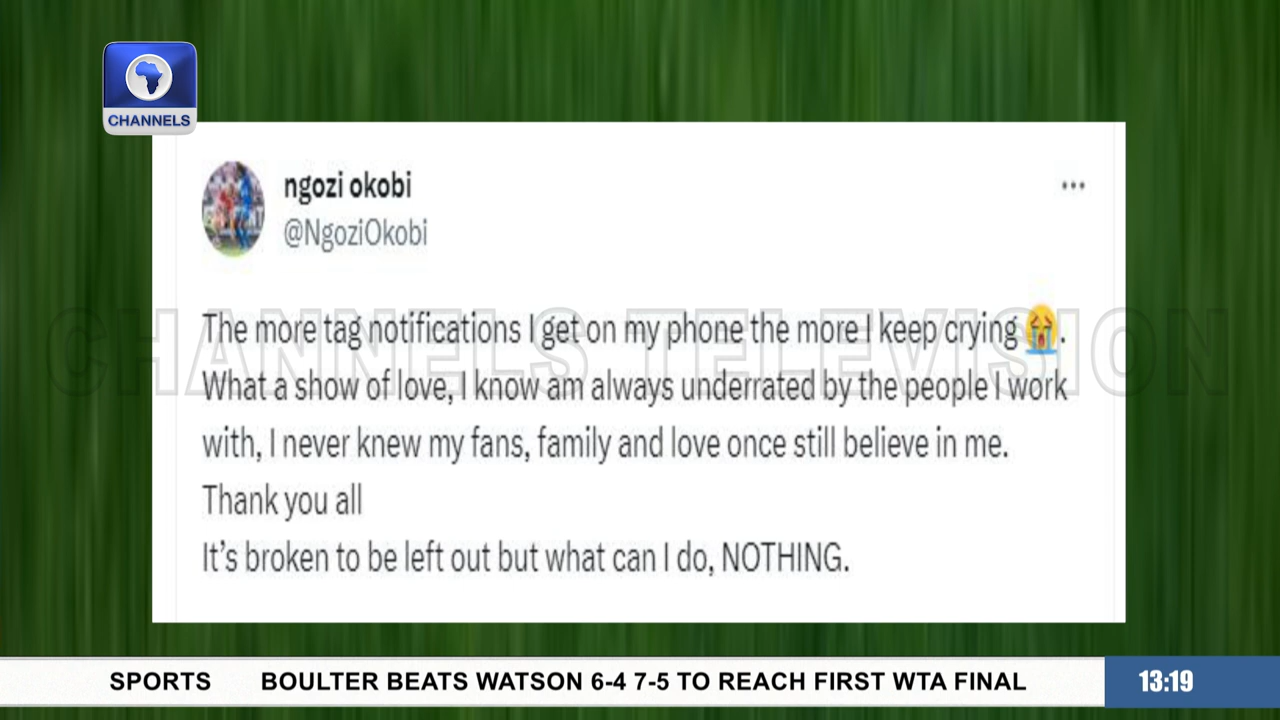 CHANNELS
ngozi okobi
@NgoziOkobi
...
CHANNELS TELEVISION
The more tag notifications I get on my phone the more I keep crying 😭.
What a show of love, I know am always underrated by the people I work
with, I never knew my fans, family and love once still believe in me.
Thank you all
It's broken to be left out but what can I do, NOTHING.
SPORTS BOULTER BEATS WATSON 6-4 7-5 TO REACH FIRST WTA FINAL 13:19